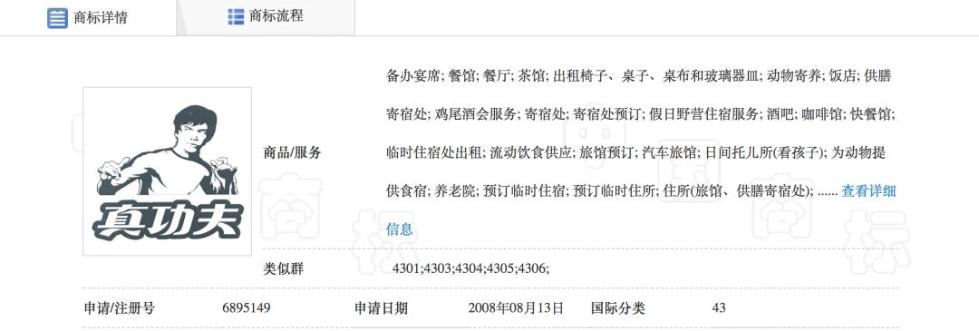 商标详情
商标流程
备办宴席; 餐馆; 餐厅; 茶馆; 出租椅子、桌子、桌布和玻璃器皿; 动物寄养; 饭店; 供膳
寄宿处; 鸡尾酒会服务; 寄宿处; 寄宿处预订; 假日野营住宿服务; 酒吧; 咖啡馆; 快餐馆;
商品/服务
临时住宿处出租; 流动饮食供应; 旅馆预订; 汽车旅馆; 日间托儿所(看孩子); 为动物提
供食宿; 养老院; 预订临时住宿; 预订临时住所; 住所(旅馆、供膳寄宿处); ...... 查看详细
信息
真功夫
类似群
4301;4303;4304;4305;4306;
申请/注册号 6895149 申请日期 2008年08月13日 国际分类 43
中国商标
商标